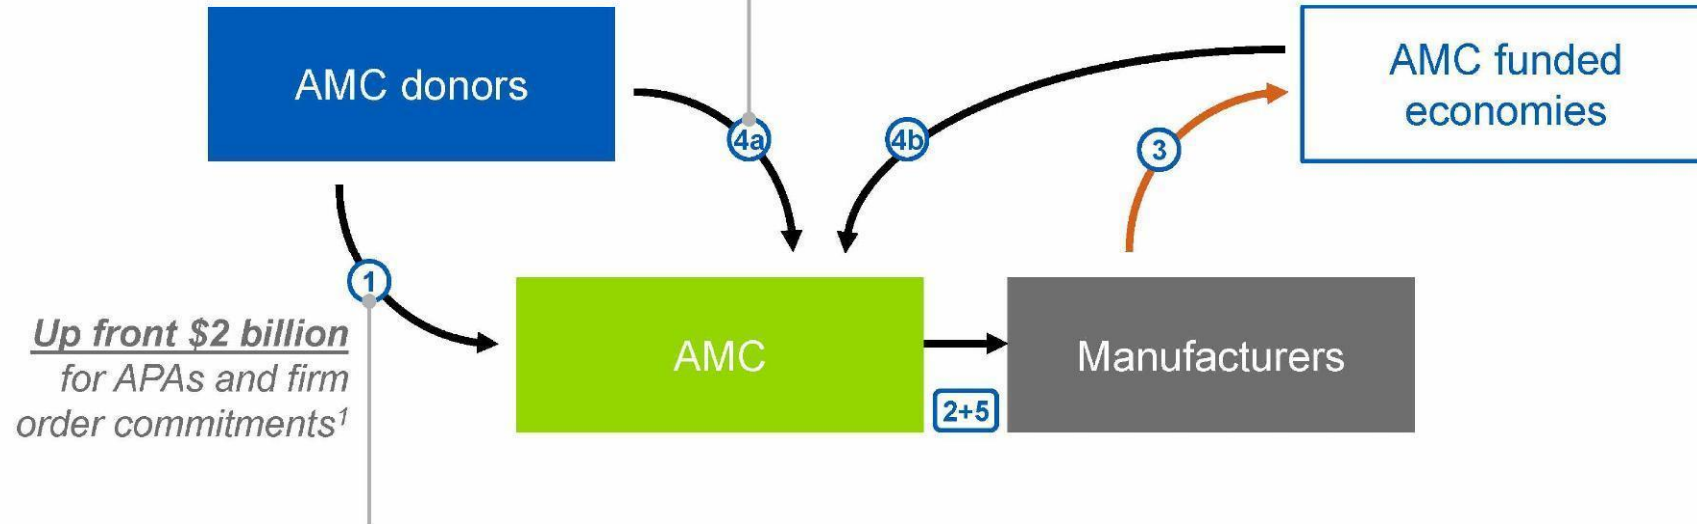 AMC donors
AMC funded
economies
4a
4b
3
1
Up front $2 billion
for APAs and firm
order commitments¹
AMC
Manufacturers
2+5